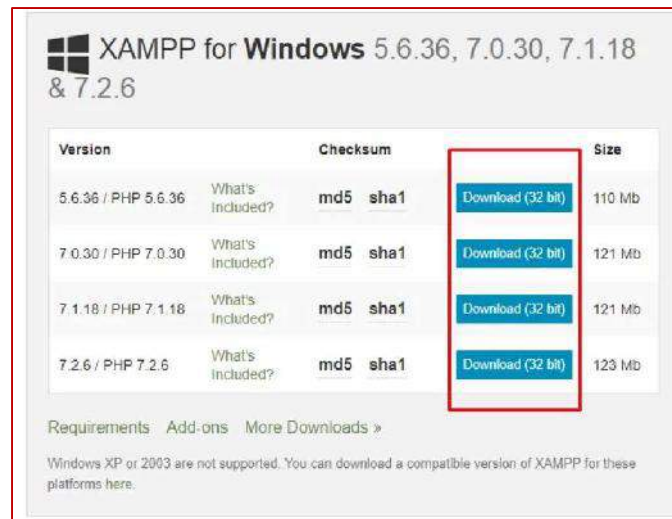 XAMPP for Windows 5.6.36, 7.0.30, 7.1.18
& 7.2.6
Version Checksum Size
5.6.36 / PHP 5.6.36 What's Included? md5 sha1 Download (32 bit) 110 Mb
7.0.30 / PHP 7.0.30 What's Included? md5 sha1 Download (32 bit) 121 Mb
7.1.18 / PHP 7.1.18 What's Included? md5 sha1 Download (32 bit) 121 Mb
7.2.6 / PHP 7.2.6 What's Included? md5 sha1 Download (32 bit) 123 Mb
Requirements Add-ons More Downloads »
Windows XP or 2003 are not supported. You can download a compatible version of XAMPP for these
platforms here.